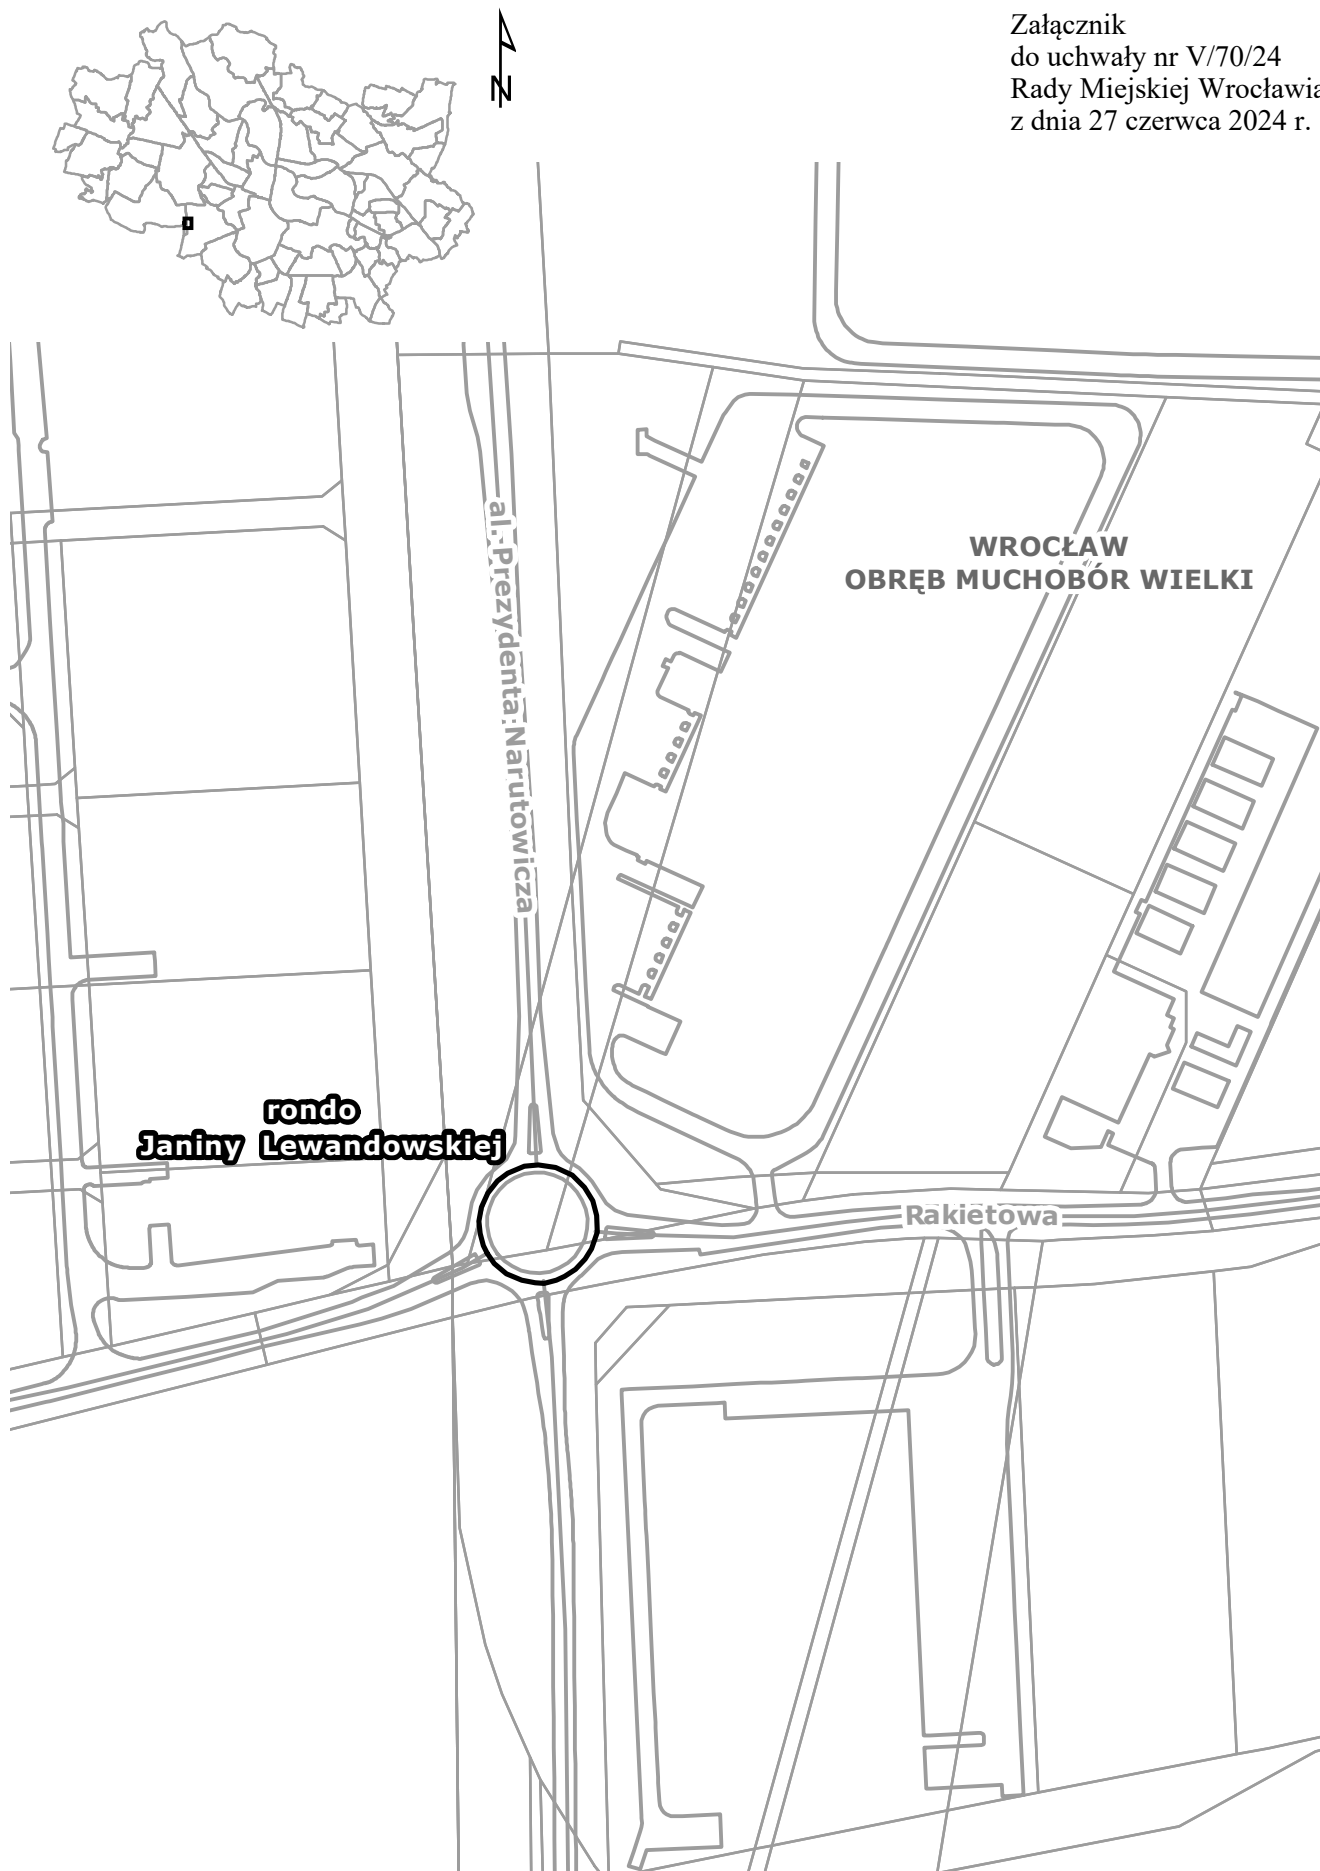 Załącznik
do uchwały nr V/70/24
Rady Miejskiej Wrocławia
z dnia 27 czerwca 2024 r.
N
al. Prezydenta Narutowicza
WROCŁAW
OBRĘB MUCHOBÓR WIELKI
rondo
Janiny Lewandowskiej
Rakietowa